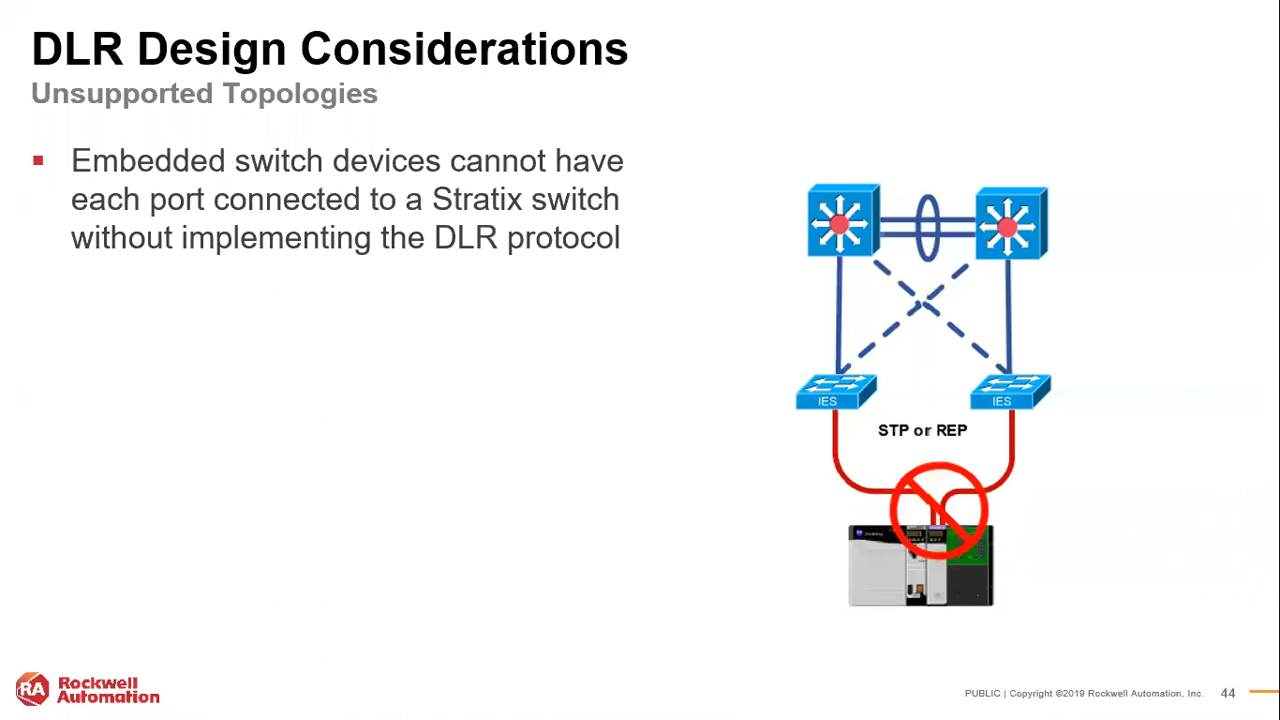 DLR Design Considerations
Unsupported Topologies
Embedded switch devices cannot have
each port connected to a Stratix switch
without implementing the DLR protocol
IES
IES
STP or REP
RA
Rockwell
Automation
PUBLIC | Copyright ©2019 Rockwell Automation, Inc.
44